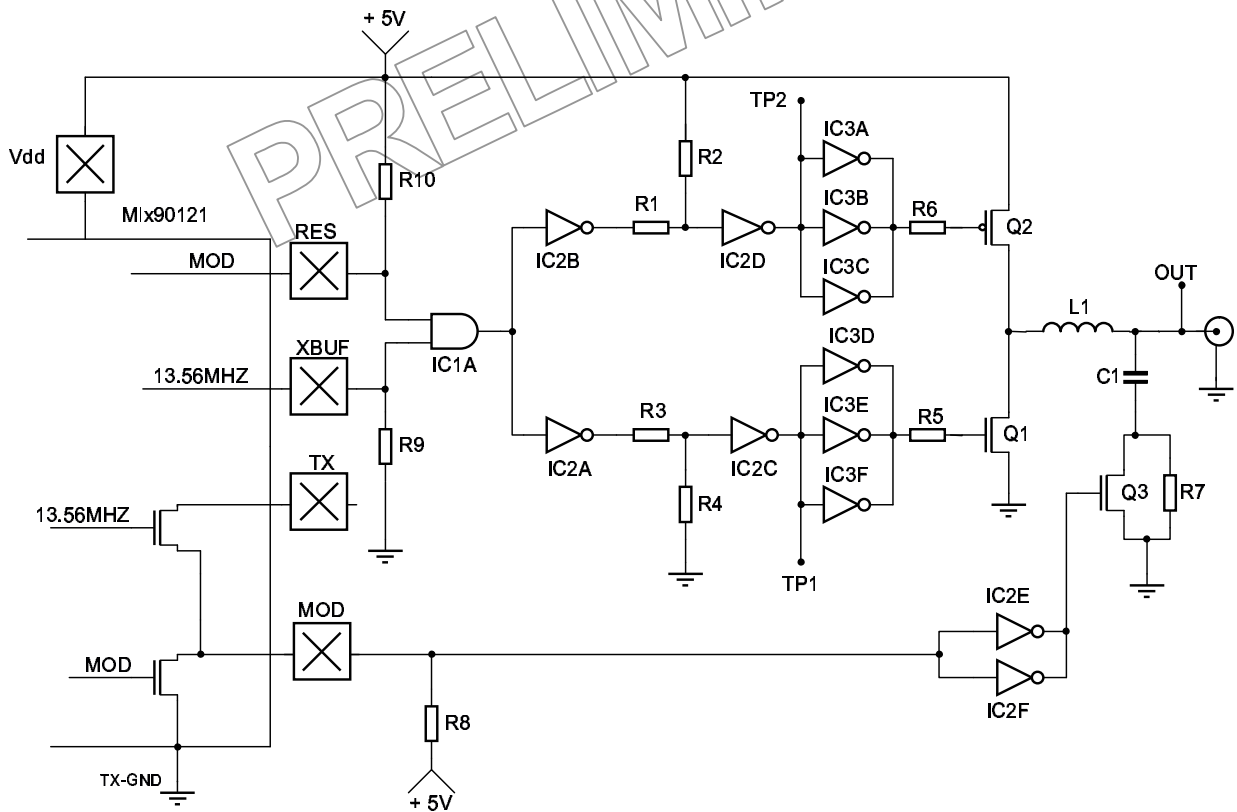 PRELIMI
+ 5V
TP2
IC3A
Vdd
R2
R10
Mlx90121
IC3B
R1
R6
RES
Q2
MOD
IC2B
IC2D
IC3C
OUT
L1
IC3D
XBUF
IC1A
C1
13.56MHZ
IC3E
R3
R5
R9
Q1
TX
IC2A
IC2C
IC3F
Q3
R7
R4
13.56MHZ
TP1
IC2E
MOD
MOD
IC2F
R8
TX-GND
+ 5V